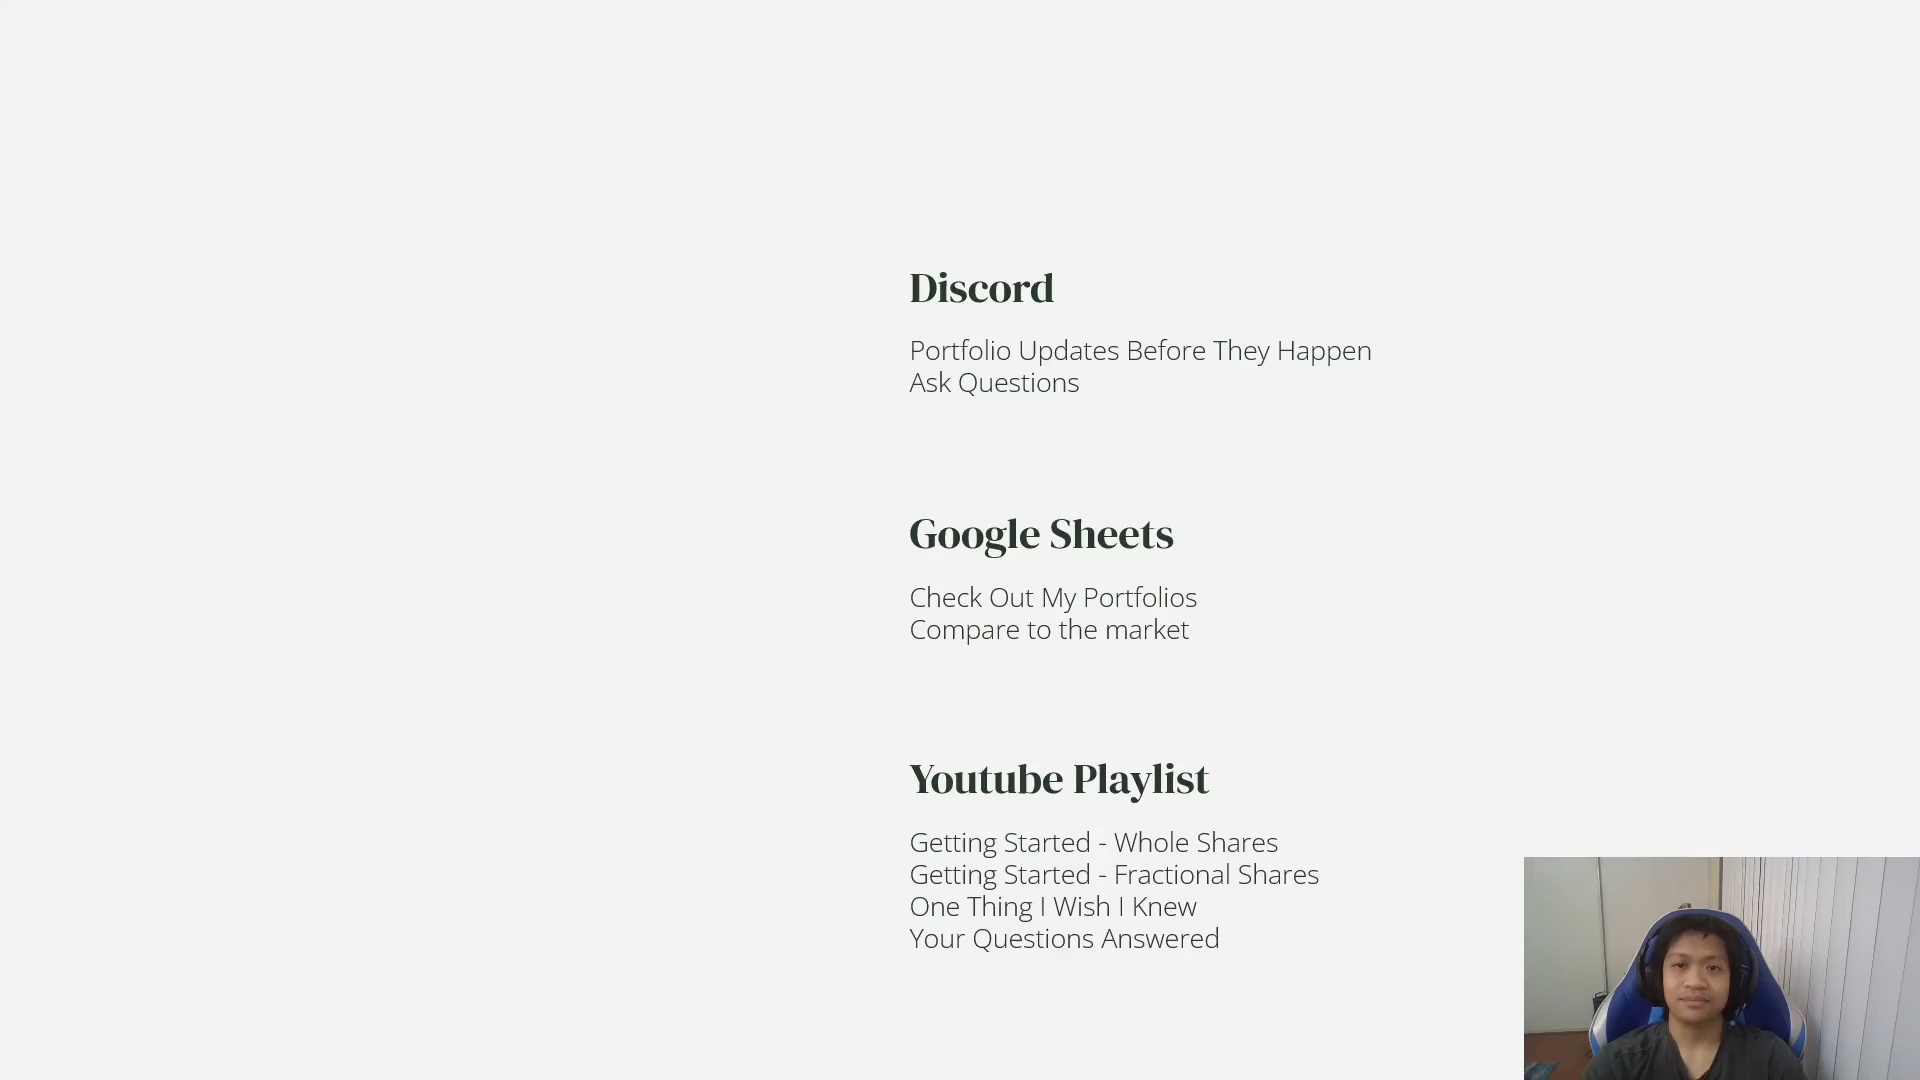 Discord
Portfolio Updates Before They Happen
Ask Questions
Google Sheets
Check Out My Portfolios
Compare to the market
Youtube Playlist
Getting Started - Whole Shares
Getting Started - Fractional Shares
One Thing I Wish I Knew
Your Questions Answered